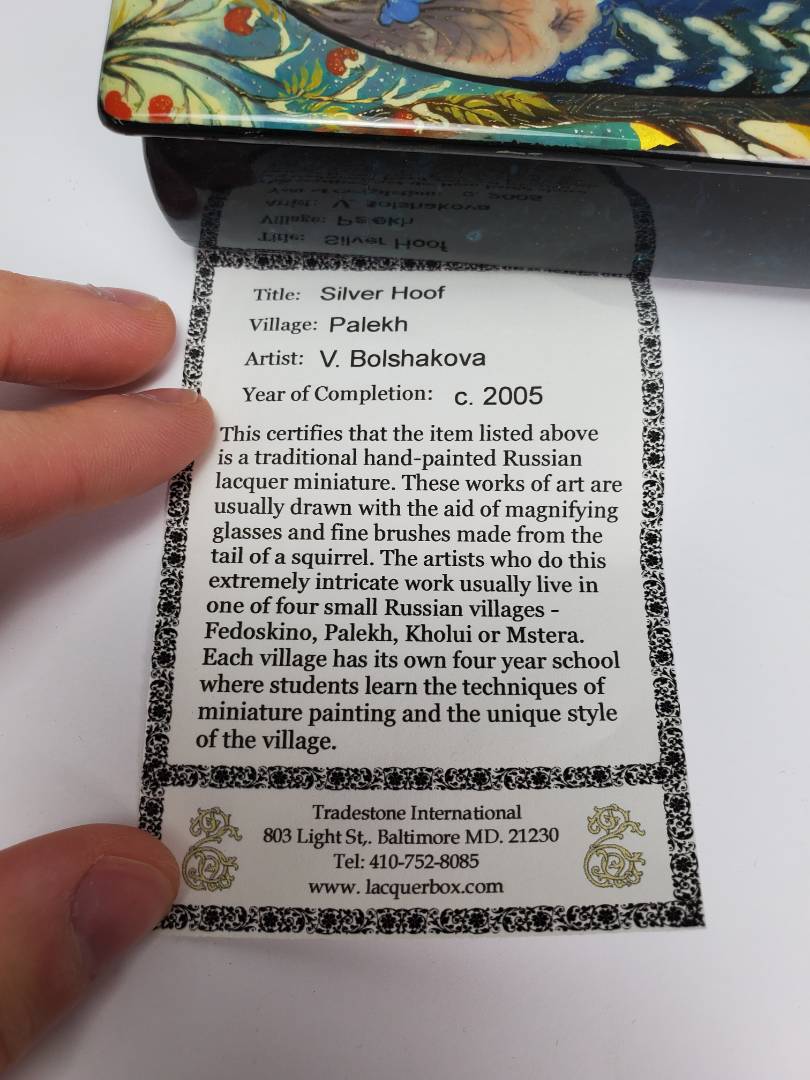 Title: Silver Hoof
Village: Palekh
Artist: V. Bolshakova
Year of Completion: c. 2005
This certifies that the item listed above
is a traditional hand-painted Russian
lacquer miniature. These works of art are
usually drawn with the aid of magnifying
glasses and fine brushes made from the
tail of a squirrel. The artists who do this
extremely intricate work usually live in
one of four small Russian villages -
Fedoskino, Palekh, Kholui or Mstera.
Each village has its own four year school
where students learn the techniques of
miniature painting and the unique style
of the village.
Tradestone International
803 Light St,. Baltimore MD. 21230
Tel: 410-752-8085
www. lacquerbox.com